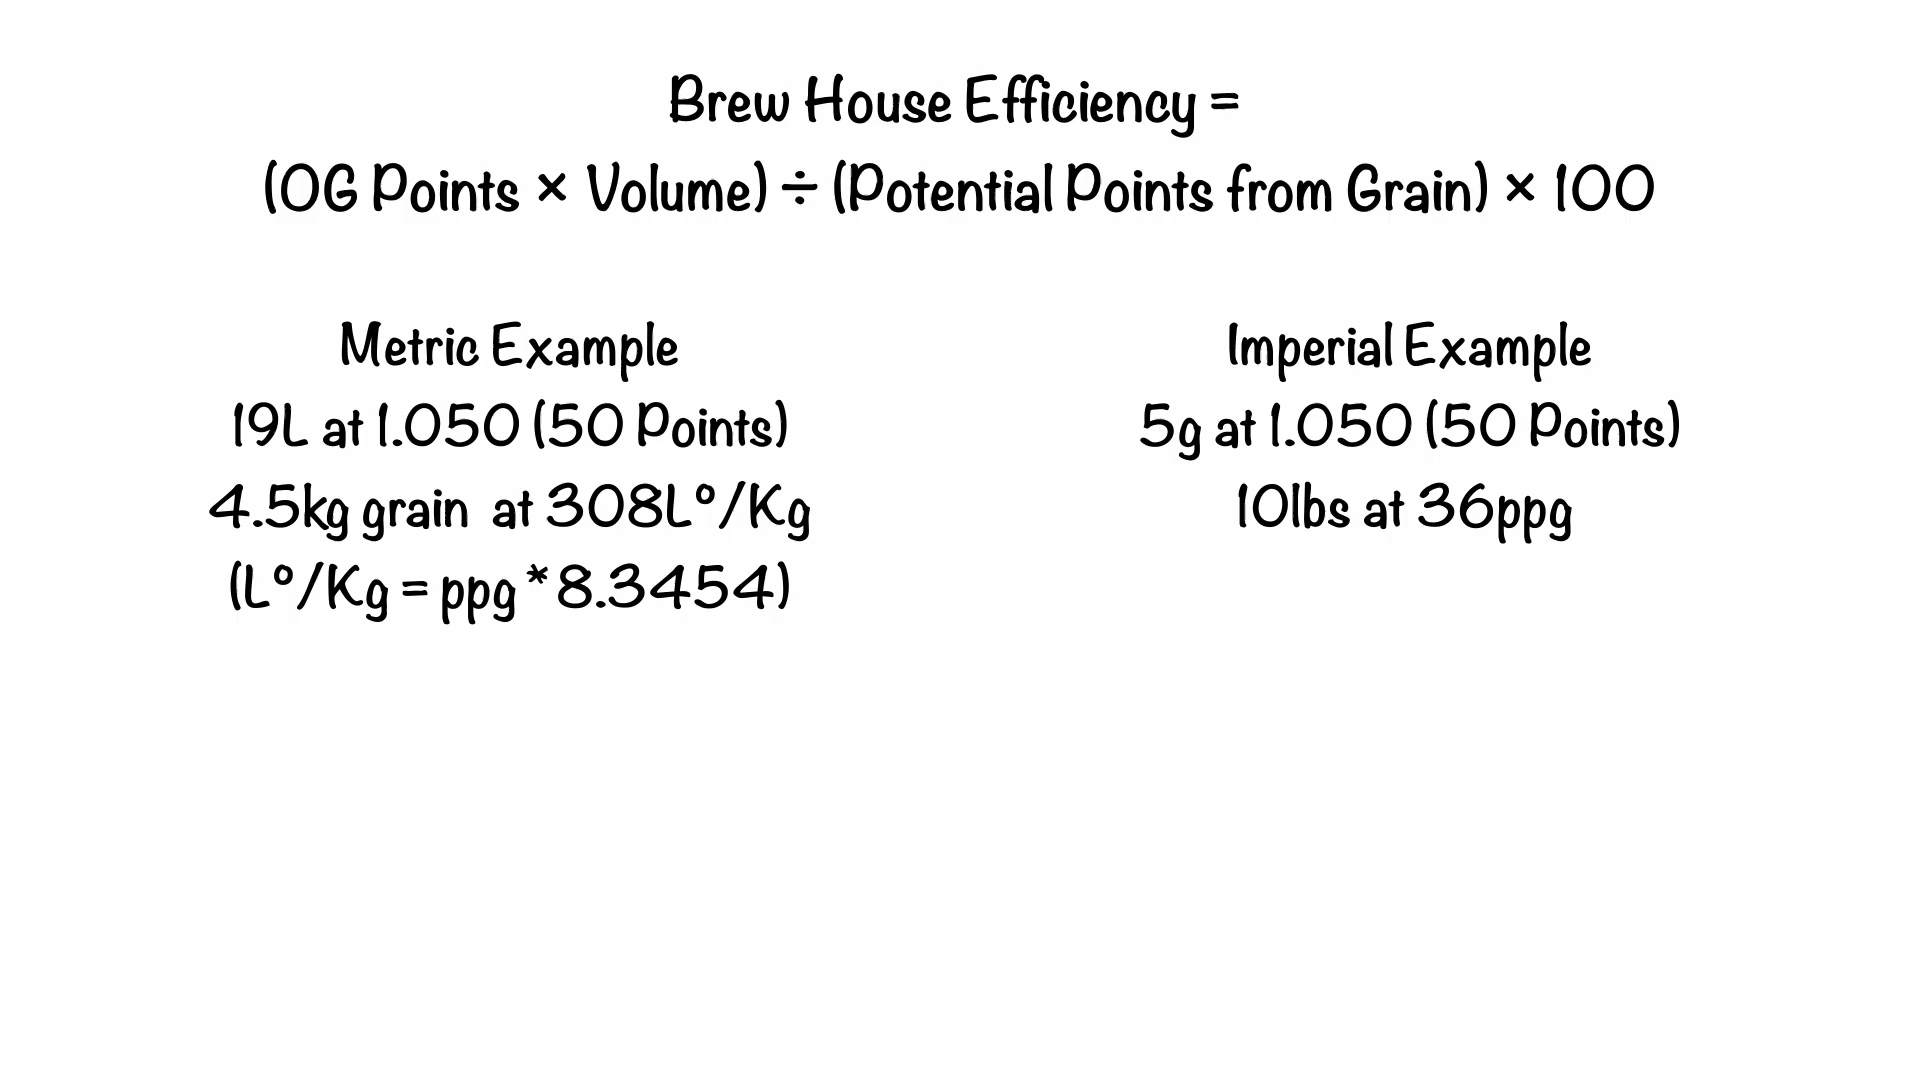 Brew House Efficiency =
(OG Points × Volume) ÷ (Potential Points from Grain) × 100
Metric Example
19L at 1.050 (50 Points)
4.5kg grain at 308Lº/Kg
(Lº/Kg = ppg * 8.3454)
Imperial Example
5g at 1.050 (50 Points)
10lbs at 36ppg